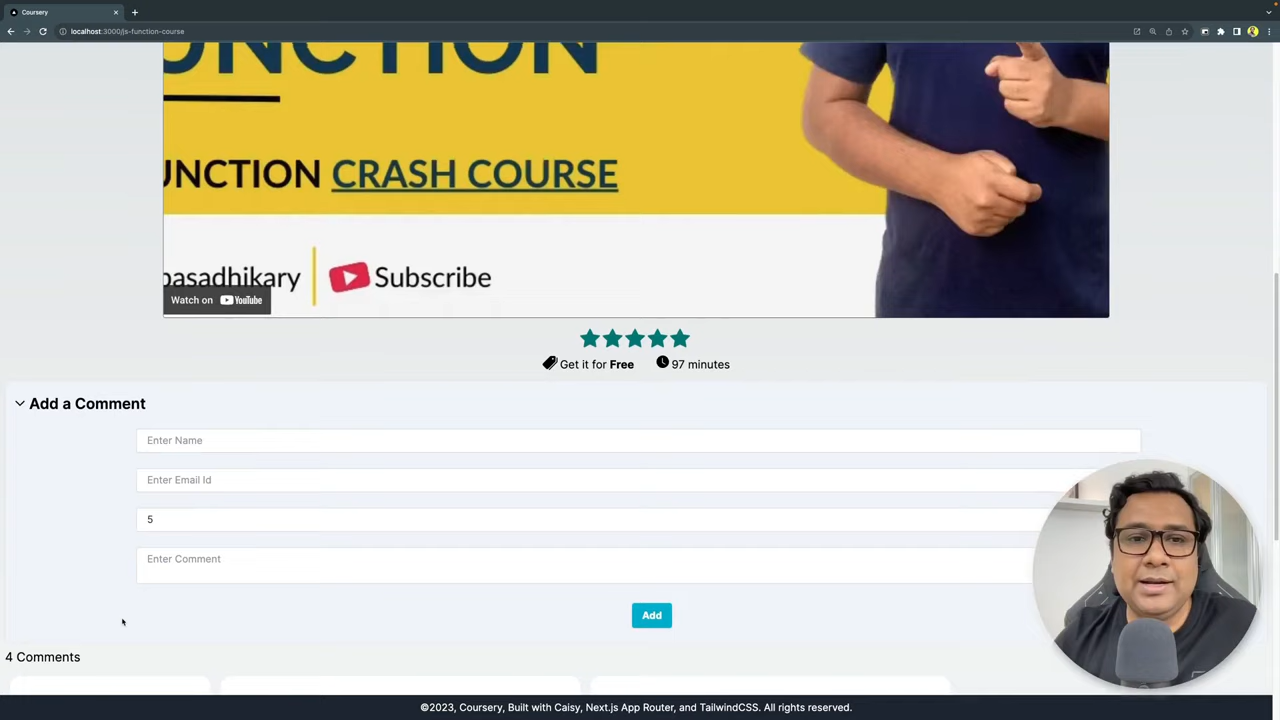 Coursery
localhost:3000/js-function-course
UNCTION
UNCTION CRASH COURSE
pasadhikary
Subscribe
Watch on YouTube
Get it for Free
97 minutes
Add a Comment
Enter Name
Enter Email Id
5
Enter Comment
Add
4 Comments
©2023, Coursery, Built with Caisy, Next.js App Router, and TailwindCSS. All rights reserved.